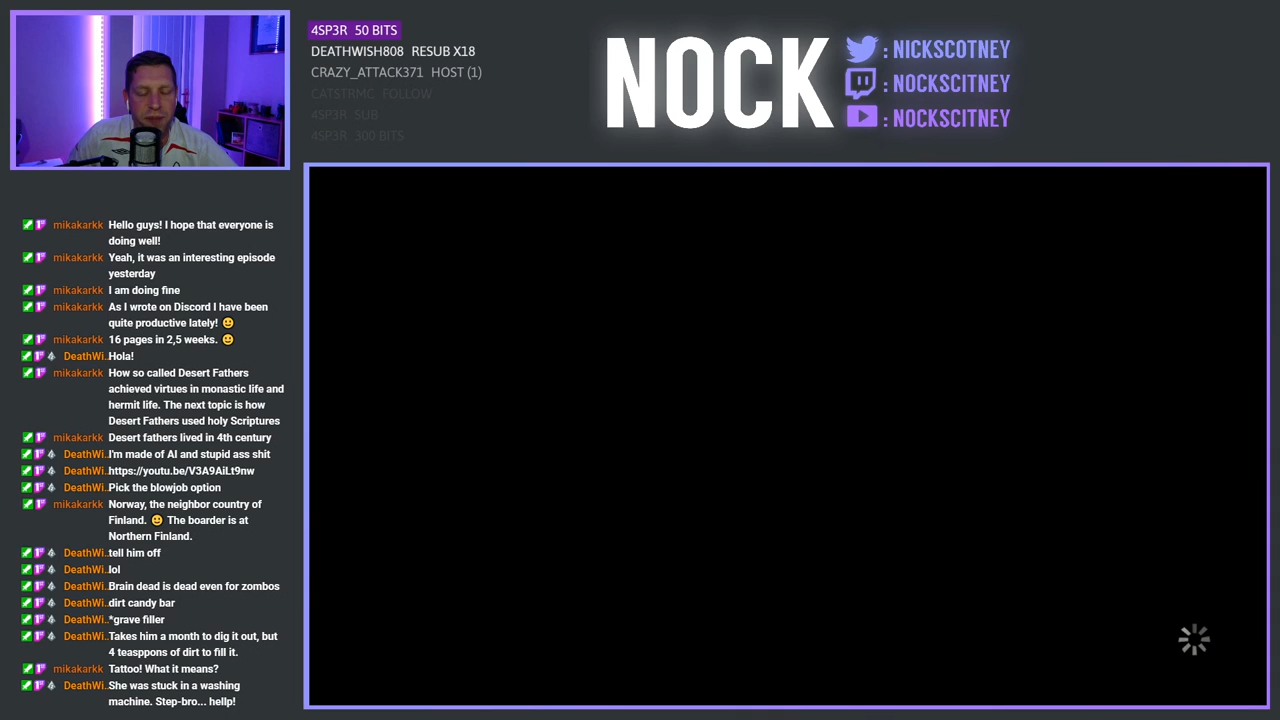 4SP3R 50 BITS
DEATHWISH808 RESUB X18
CRAZY_ATTACK371 HOST (1)
CATSTRMC FOLLOW
4SP3R SUB
4SP3R 300 BITS
NOCK
: NICKSCOTNEY
: NOCKSCITNEY
: NOCKSCITNEY
mikakarkk Hello guys! I hope that everyone is
doing well!
mikakarkk Yeah, it was an interesting episode
yesterday
mikakarkk I am doing fine
mikakarkk As I wrote on Discord I have been
quite productive lately!
mikakarkk 16 pages in 2,5 weeks.
DeathWi.. Hola!
mikakarkk How so called Desert Fathers
achieved virtues in monastic life and
hermit life. The next topic is how
Desert Fathers used holy Scriptures
mikakarkk Desert fathers lived in 4th century
DeathWi.. I'm made of AI and stupid ass shit
DeathWi.. https://youtu.be/V3A9AiLt9nw
DeathWi.. Pick the blowjob option
mikakarkk Norway, the neighbor country of
Finland. The boarder is at
Northern Finland.
DeathWi.. tell him off
DeathWi.. lol
DeathWi.. Brain dead is dead even for zombos
DeathWi.. dirt candy bar
DeathWi.. *grave filler
DeathWi.. Takes him a month to dig it out, but
4 teasppons of dirt to fill it.
mikakarkk Tattoo! What it means?
DeathWi.. She was stuck in a washing
machine. Step-bro... hellp!